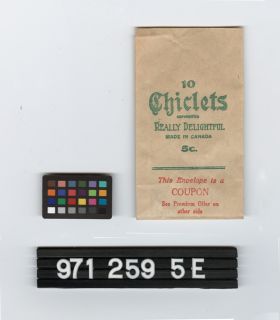 10
Chiclets
REALLY DELIGHTFUL
MADE IN CANADA
5c.
This Envelope is a
COUPON
See Premium Offer on
other side
971 259 5 E